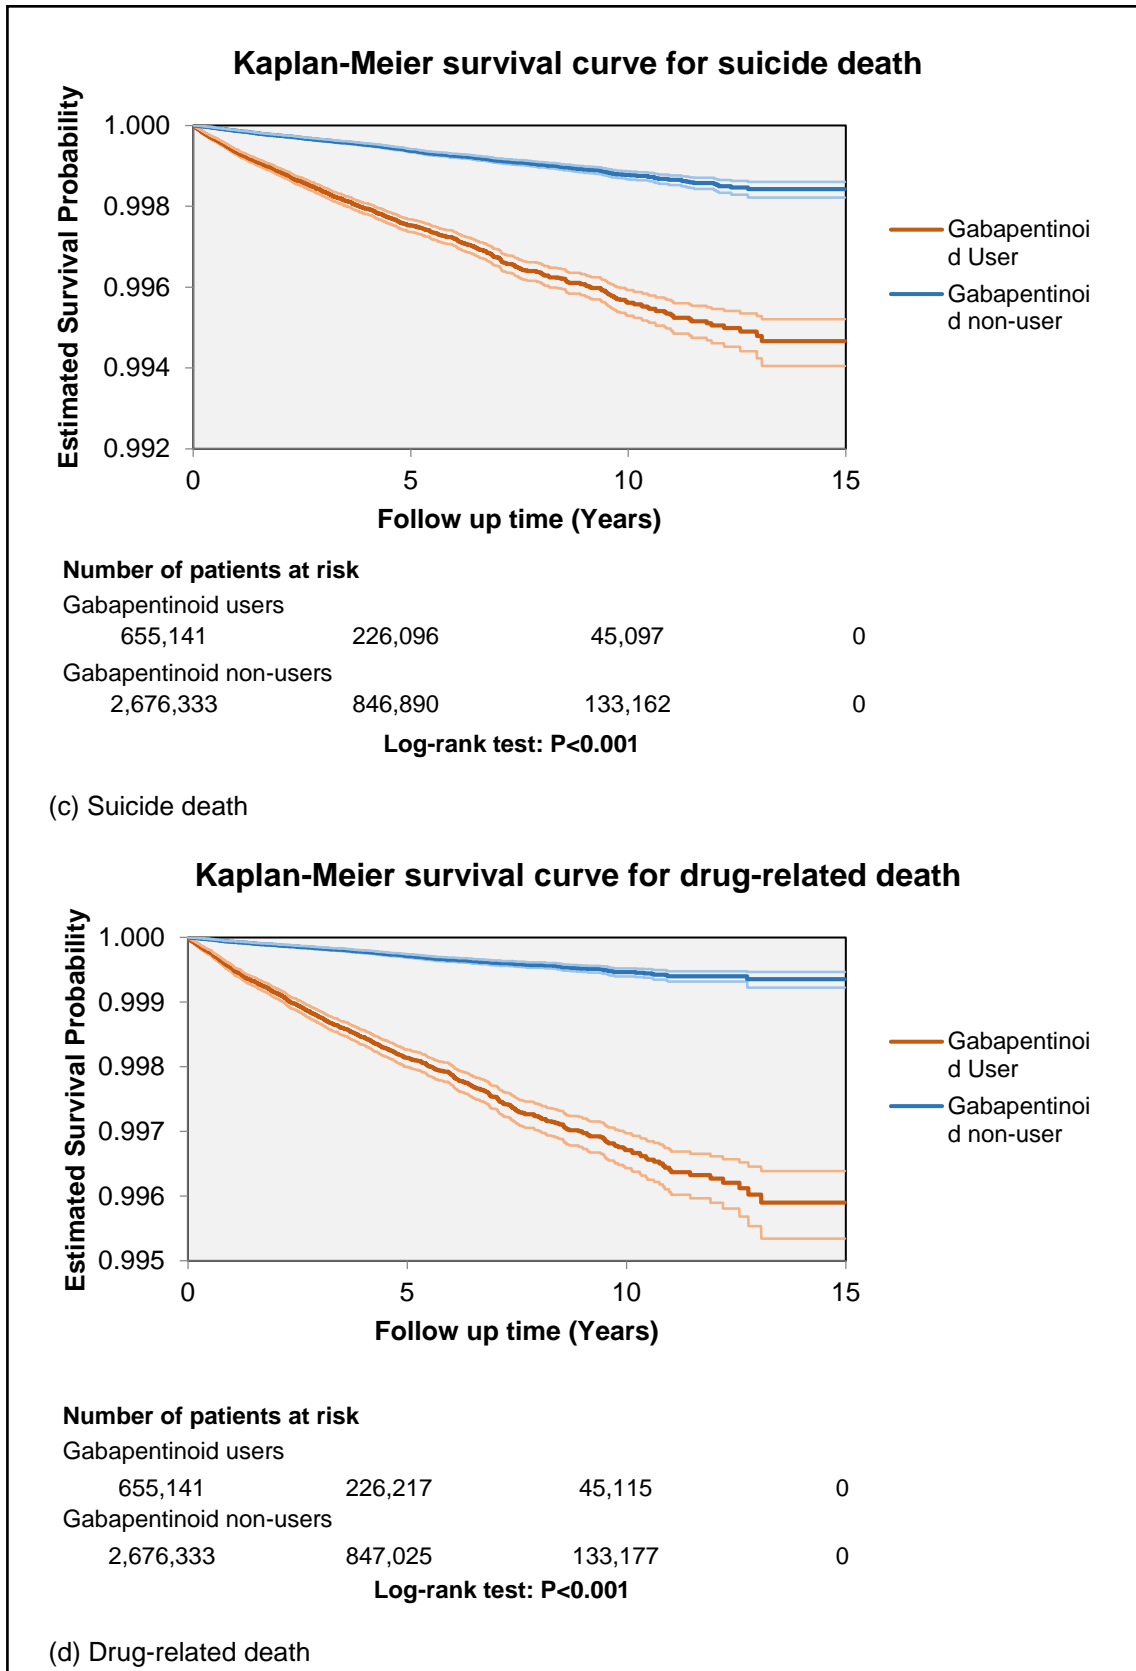 Kaplan-Meier survival curve for suicide death
Estimated Survival Probability
1.000
0.998
0.996
0.994
0.992
0
5
10
15
Follow up time (Years)
Gabapentinoi
d User
Gabapentinoi
d non-user
Number of patients at risk
Gabapentinoid users
655,141 226,096 45,097 0
Gabapentinoid non-users
2,676,333 846,890 133,162 0
Log-rank test: P<0.001
(c) Suicide death
Kaplan-Meier survival curve for drug-related death
Estimated Survival Probability
1.000
0.999
0.998
0.997
0.996
0.995
0
5
10
15
Follow up time (Years)
Gabapentinoi
d User
Gabapentinoi
d non-user
Number of patients at risk
Gabapentinoid users
655,141 226,217 45,115 0
Gabapentinoid non-users
2,676,333 847,025 133,177 0
Log-rank test: P<0.001
(d) Drug-related death